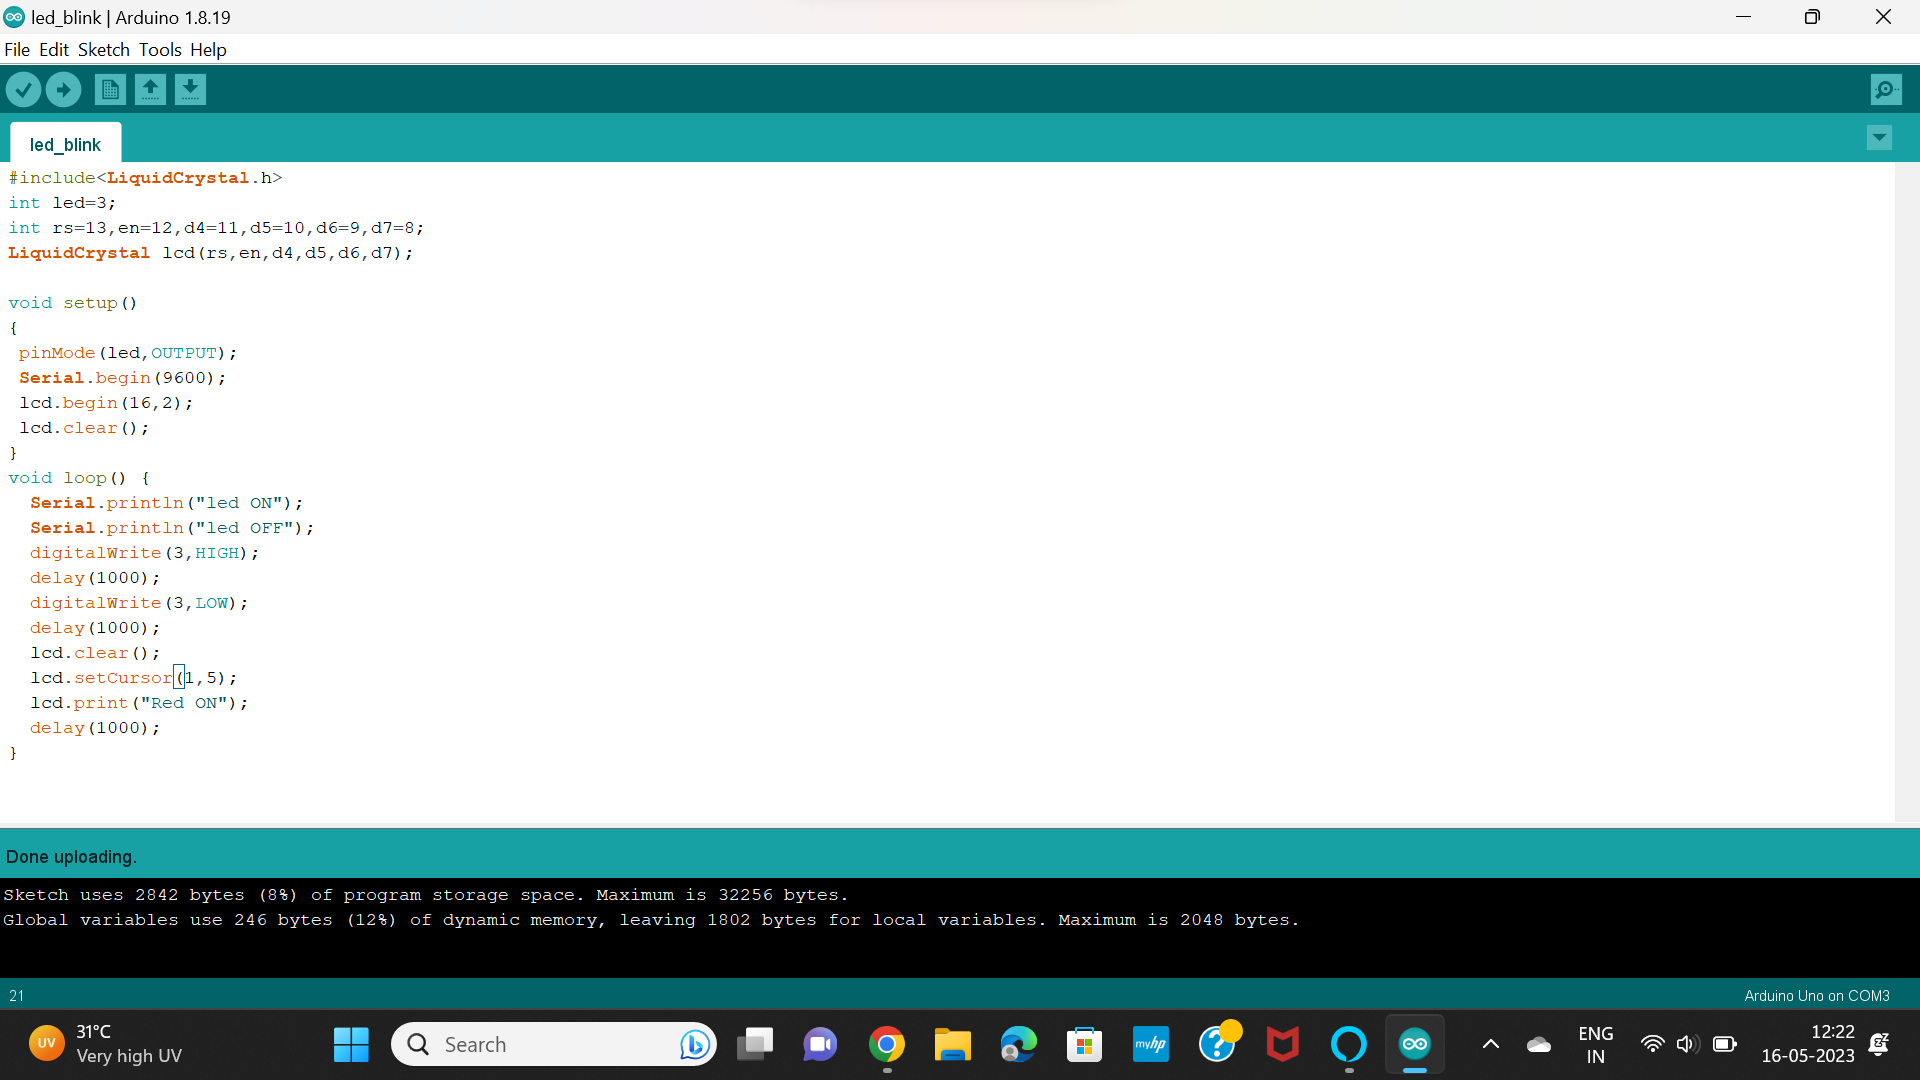 led_blink | Arduino 1.8.19
File Edit Sketch Tools Help
led_blink
#include<LiquidCrystal.h>
int led=3;
int rs=13,en=12,d4=11,d5=10,d6=9,d7=8;
LiquidCrystal lcd(rs,en,d4,d5,d6,d7);
void setup()
{
pinMode(led,OUTPUT);
Serial.begin(9600);
lcd.begin(16,2);
lcd.clear();
}
void loop() {
Serial.println("led ON");
Serial.println("led OFF");
digitalWrite(3,HIGH);
delay(1000);
digitalWrite(3,LOW);
delay(1000);
lcd.clear();
lcd.setCursor(1,5);
lcd.print("Red ON");
delay(1000);
}
Done uploading.
Sketch uses 2842 bytes (8%) of program storage space. Maximum is 32256 bytes.
Global variables use 246 bytes (12%) of dynamic memory, leaving 1802 bytes for local variables. Maximum is 2048 bytes.
21
Arduino Uno on COM3
UV
31°C
Very high UV
Search
myhp
ENG
IN
12:22
16-05-2023